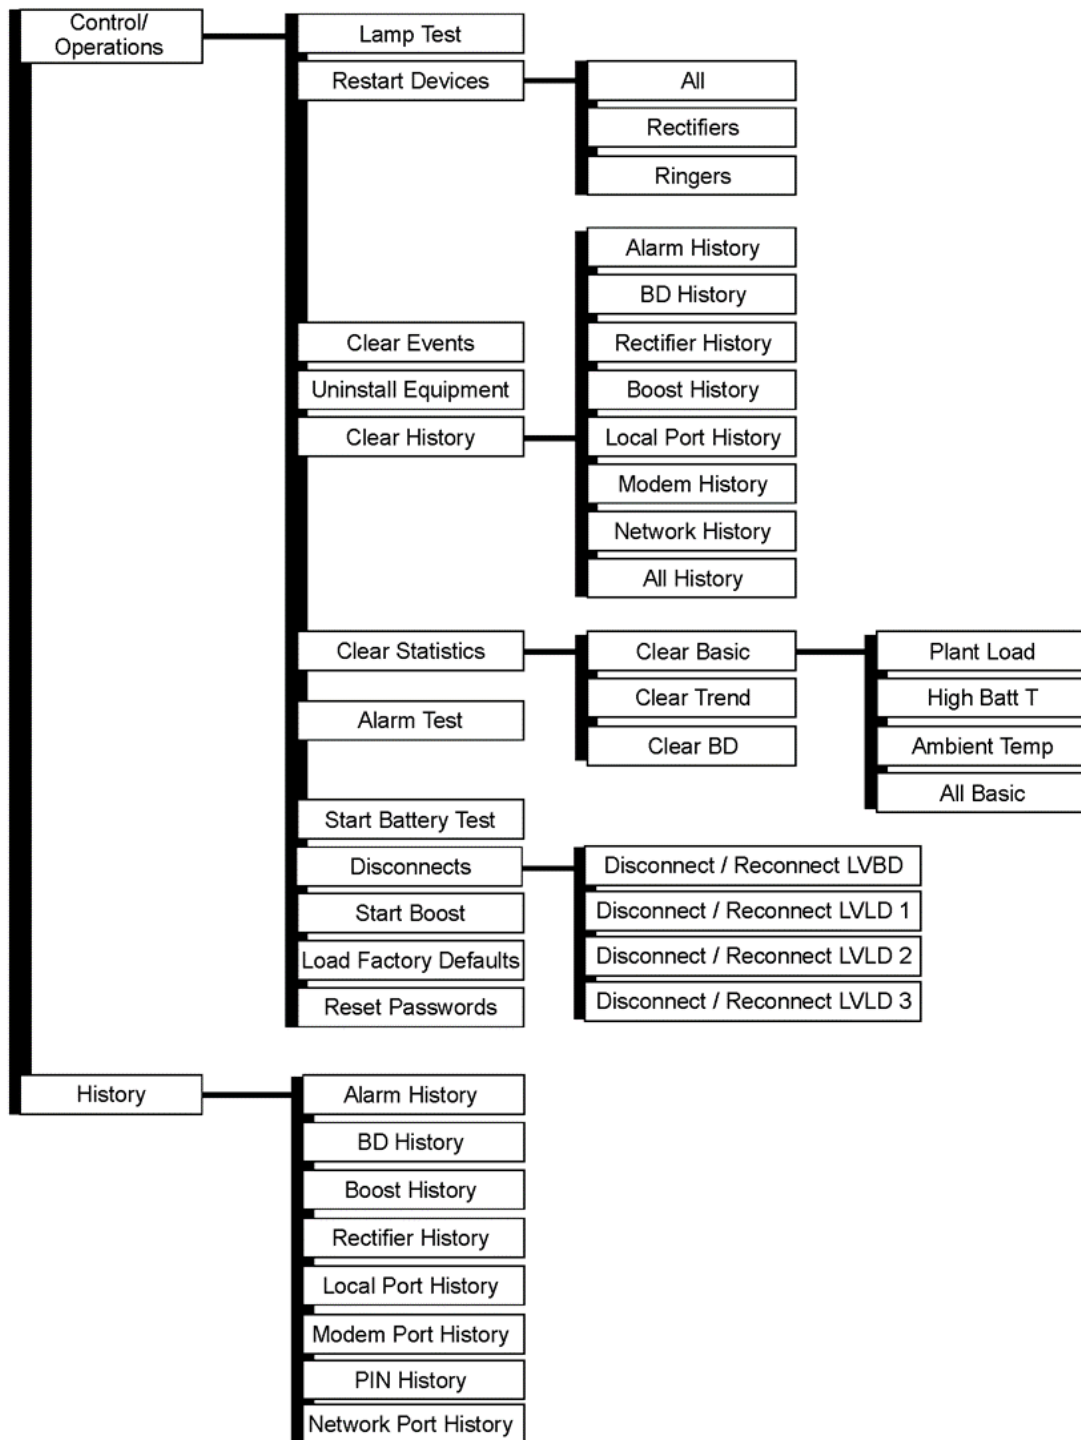 Control/
Operations
Lamp Test
Restart Devices
All
Rectifiers
Ringers
Clear Events
Uninstall Equipment
Clear History
Alarm History
BD History
Rectifier History
Boost History
Local Port History
Modem History
Network History
All History
Clear Statistics
Clear Basic
Plant Load
High Batt T
Ambient Temp
All Basic
Clear Trend
Clear BD
Alarm Test
Start Battery Test
Disconnects
Disconnect / Reconnect LVBD
Disconnect / Reconnect LVLD 1
Disconnect / Reconnect LVLD 2
Disconnect / Reconnect LVLD 3
Start Boost
Load Factory Defaults
Reset Passwords
History
Alarm History
BD History
Boost History
Rectifier History
Local Port History
Modem Port History
PIN History
Network Port History